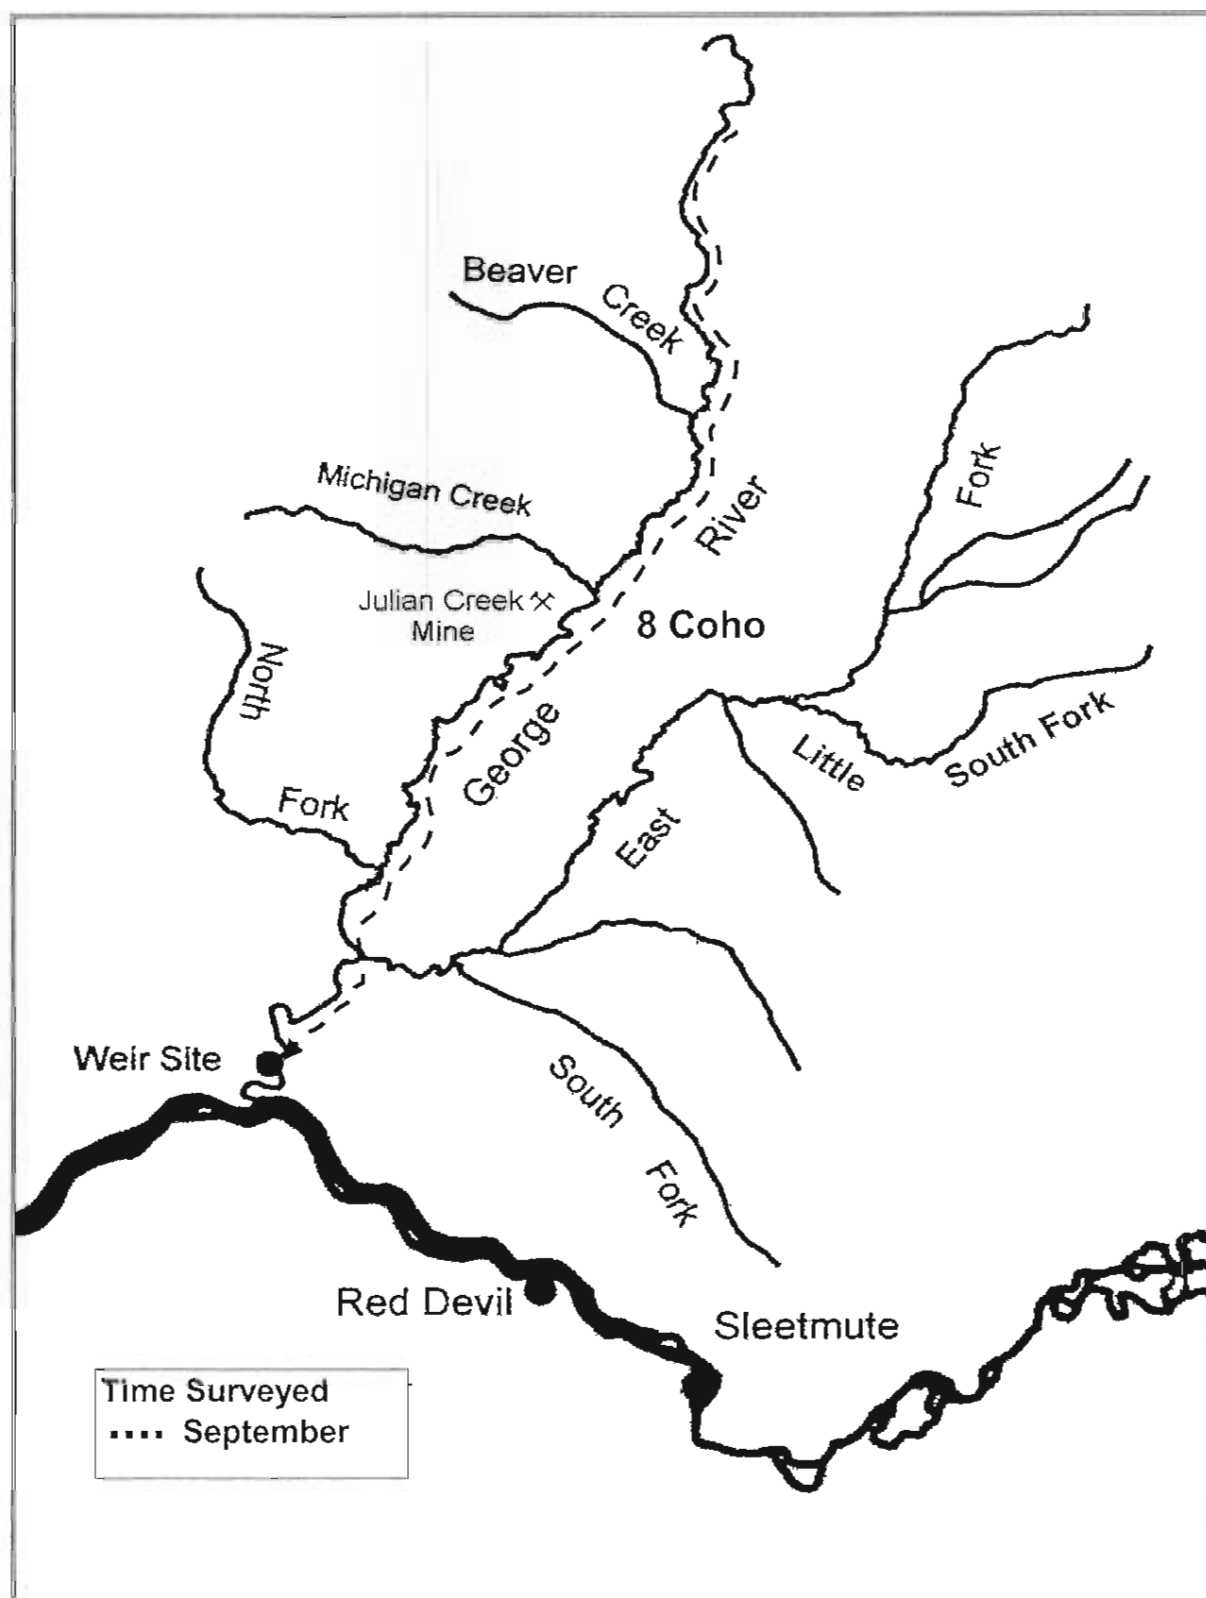 Beaver
Creek
Fork
Michigan Creek
River
Julian Creek
Mine
8 Coho
North
George
Little
South Fork
Fork
East
Weir Site
South
Fork
Red Devil
Sleetmute
Time Surveyed
September